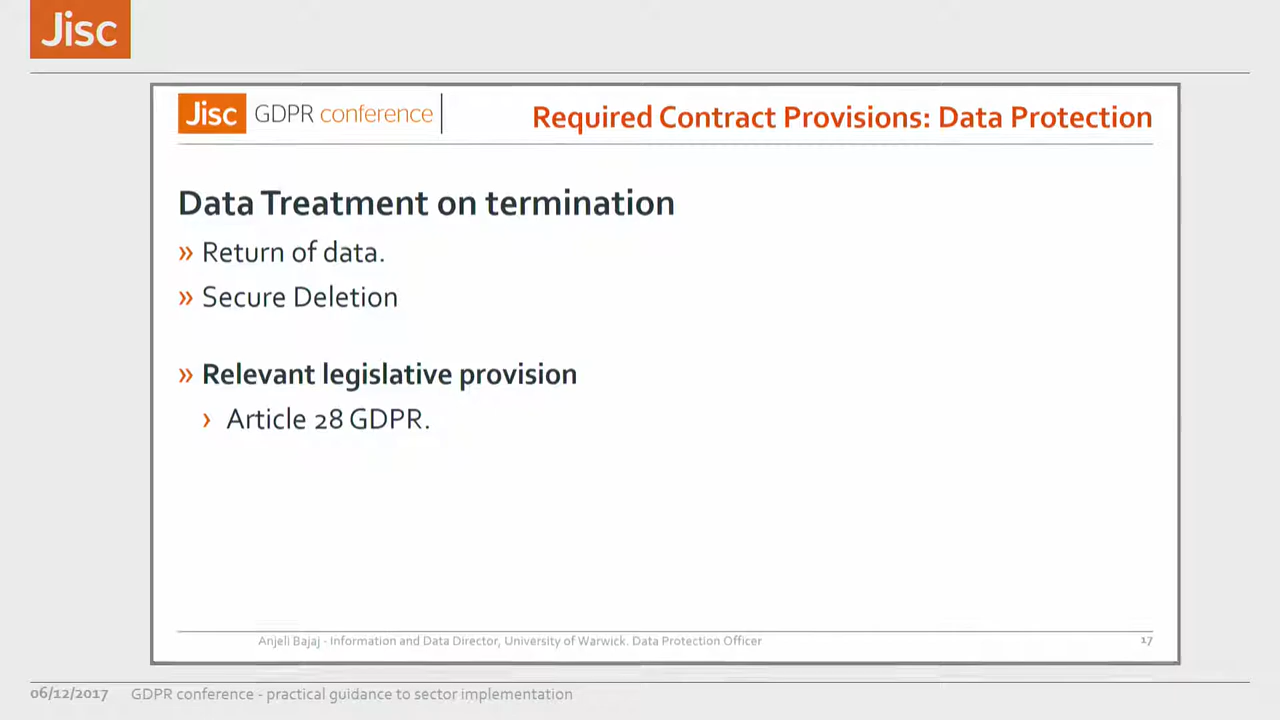 Jisc
Jisc GDPR conference
Required Contract Provisions: Data Protection
Data Treatment on termination
» Return of data.
» Secure Deletion
» Relevant legislative provision
› Article 28 GDPR.
Anjeli Bajaj - Information and Data Director, University of Warwick. Data Protection Officer
17
06/12/2017 GDPR conference - practical guidance to sector implementation